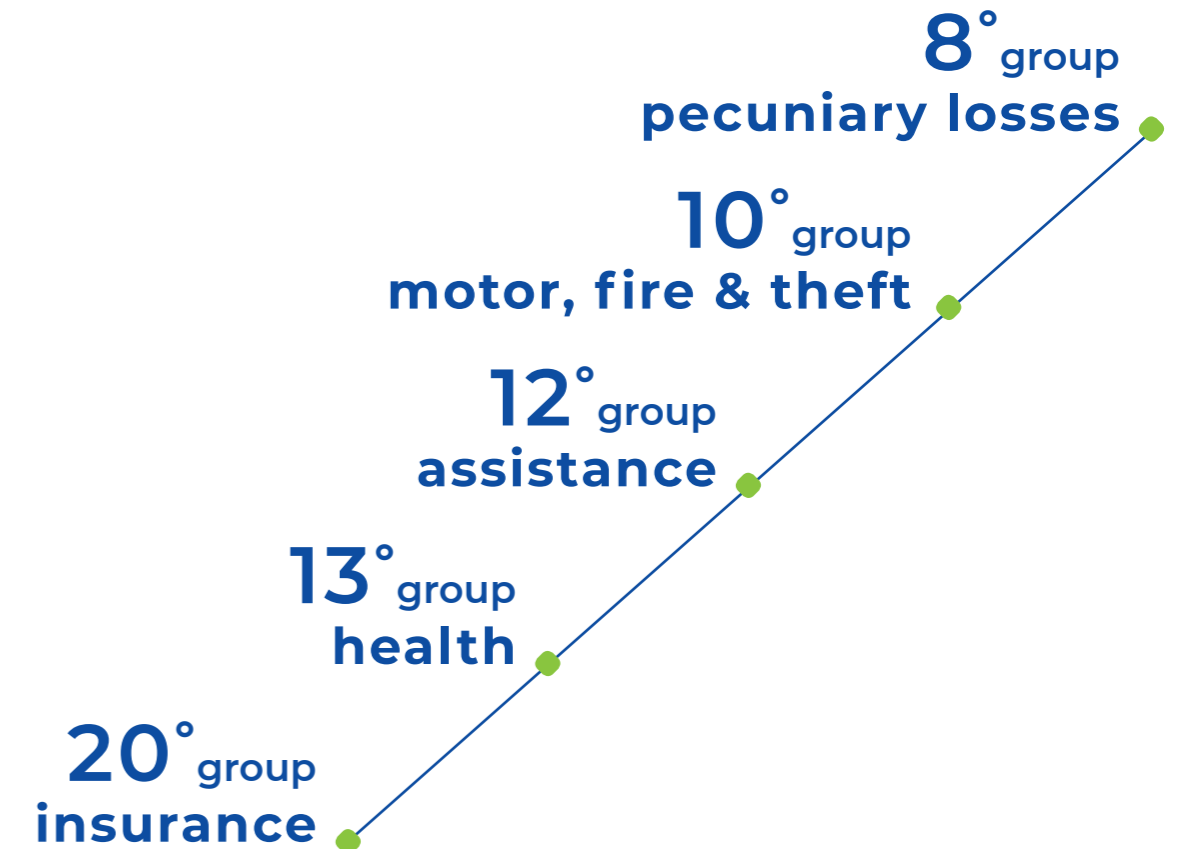 8° group
pecuniary losses
10° group
motor, fire & theft
12° group
assistance
13° group
health
20° group
insurance